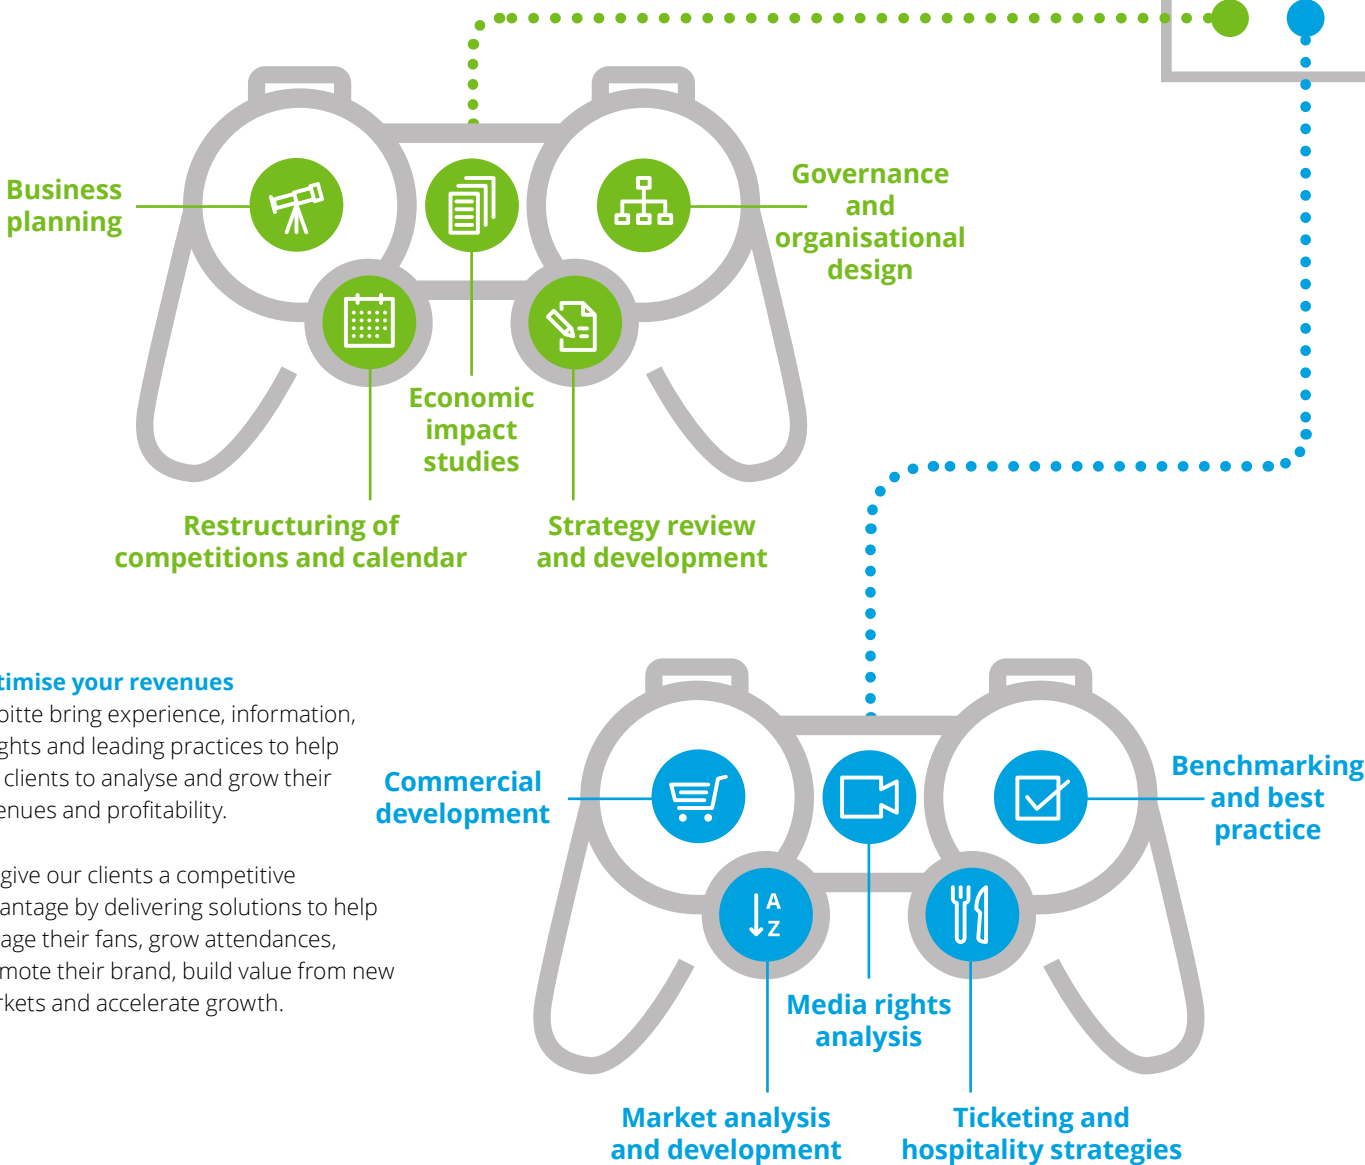 Business
planning
Governance
and
organisational
design
Economic
impact
studies
Restructuring of
competitions and calendar
Strategy review
and development
timise your revenues
oitte bring experience, information,
ghts and leading practices to help
clients to analyse and grow their
enues and profitability.
give our clients a competitive
antage by delivering solutions to help
age their fans, grow attendances,
mote their brand, build value from new
rkets and accelerate growth.
Commercial
development
Benchmarking
and best
practice
A
Z
Media rights
analysis
Market analysis
and development
Ticketing and
hospitality strategies